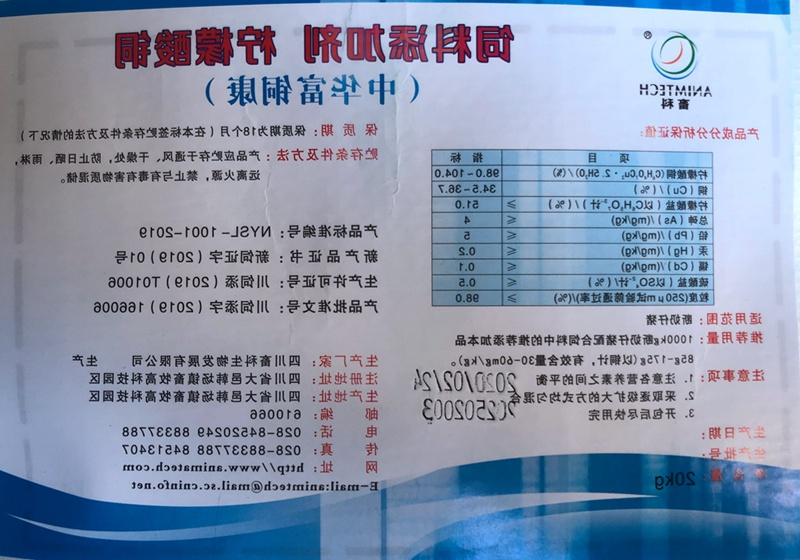 ANIMTECH
畜科
®
饲料添加剂 柠檬酸铜
（中华富铜康）
产品成分分析保证值：
项 目 指 标
柠檬酸铜(C₆H₄O₇Cu₂·2.5H₂O)/(%) 98.0~104.0
铜(Cu)/(%) 34.5~36.7
柠檬酸盐(以C₆H₅O₇³⁻计)/(%) ≥ 51.0
总砷(As)/(mg/kg) ≤ 4
铅(Pb)/(mg/kg) ≤ 5
汞(Hg)/(mg/kg) ≤ 0.2
镉(Cd)/(mg/kg) ≤ 0.1
硫酸盐(以SO₄²⁻计/(%) ≤ 0.5
粒度(250μm试验筛通过率)/(%) ≥ 98.0
适用范围：断奶仔猪
推荐用量：1000kg断奶仔猪配合饲料中的推荐添加本品
85g-175g(以铜计，有效含量30-60mg/kg)。
注意事项：1. 注意各营养素之间的平衡
2. 采取逐级扩大的方式均匀混合
3. 开包后尽快用完
生产日期：
2020/02/24
生产批号：
202502003
量：20kg
保 质 期：保质期为18个月（在本标签贮存条件及方法的情况下）
贮存条件及方法：产品应贮存于通风、干、处燥，防止日晒、雨淋，
远离火源，禁止与有毒有害物质混储。
产品标准编号：NYSL-1001-2019
新产品证书：新饲证字（2019）01号
生产许可证号：川饲添（2019）T01006
产品批准文号：川饲添字（2019）166006
生产厂家：四川畜科生物发展有限公司 生产
注册地址：四川省大邑韩场镇畜牧高科技园区
生产地址：四川省大邑韩场镇畜牧高科技园区
邮 编：610066
电 话：028-84520249 88337788
传 真：028-88337788 84513407
网 址：http//www.animatech.com
E-mail:animtech@mail.sc.cninfo.net